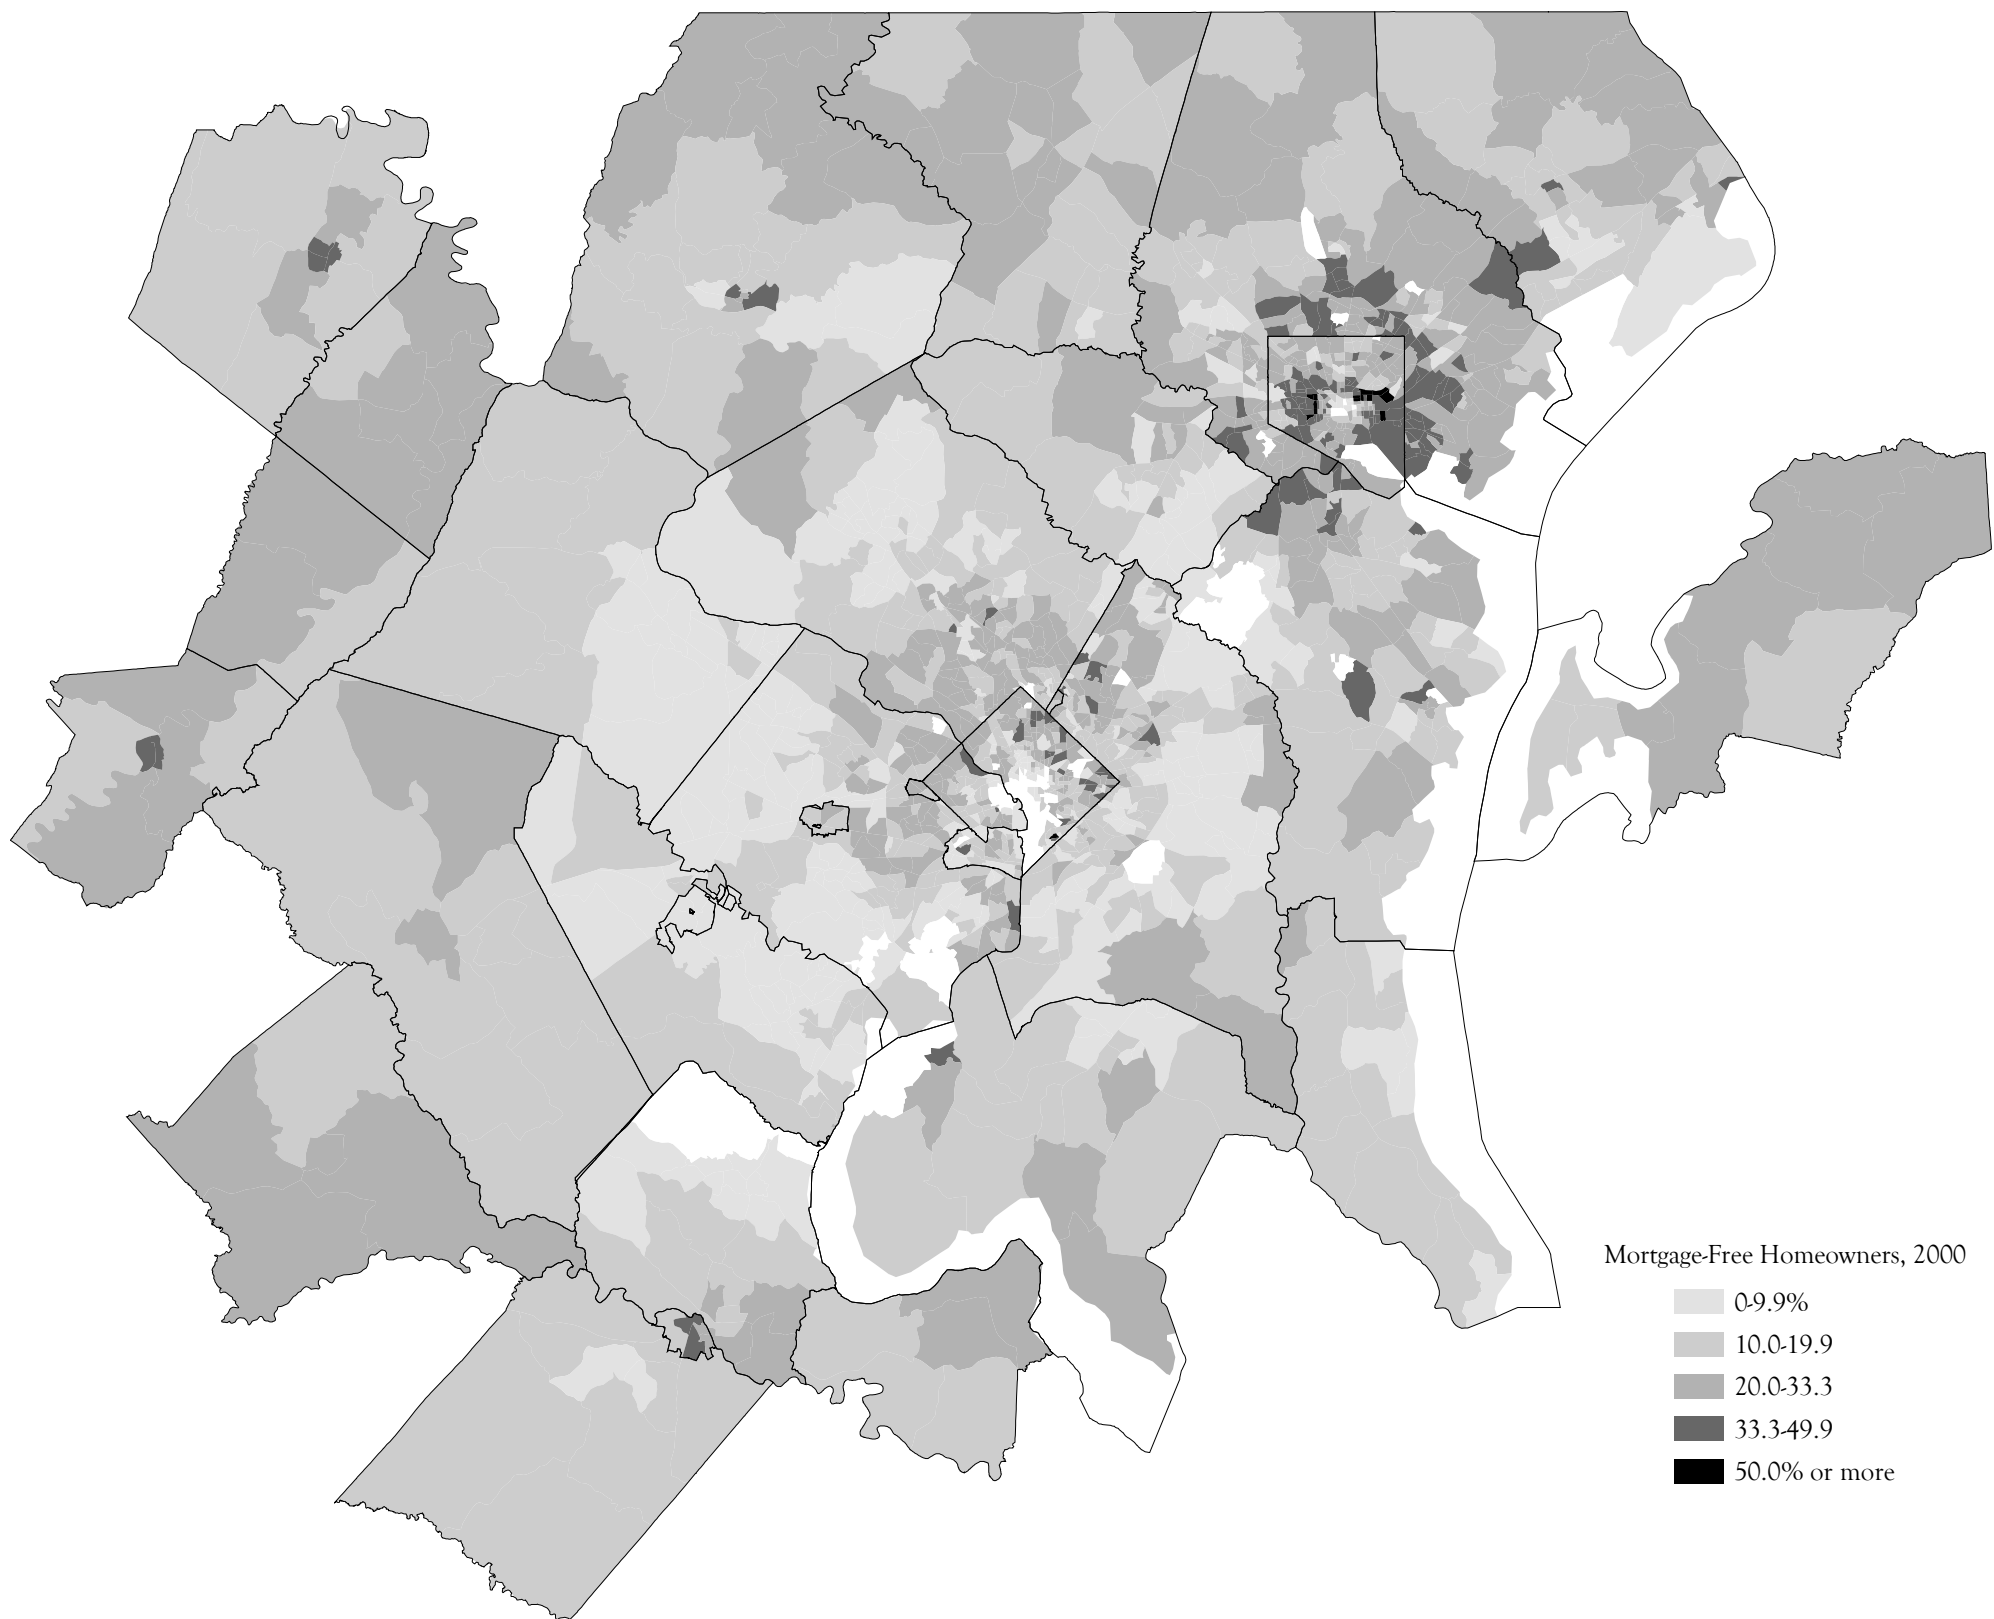 Mortgage-Free Homeowners, 2000
0-9.9%
10.0-19.9
20.0-33.3
33.3-49.9
50.0% or more